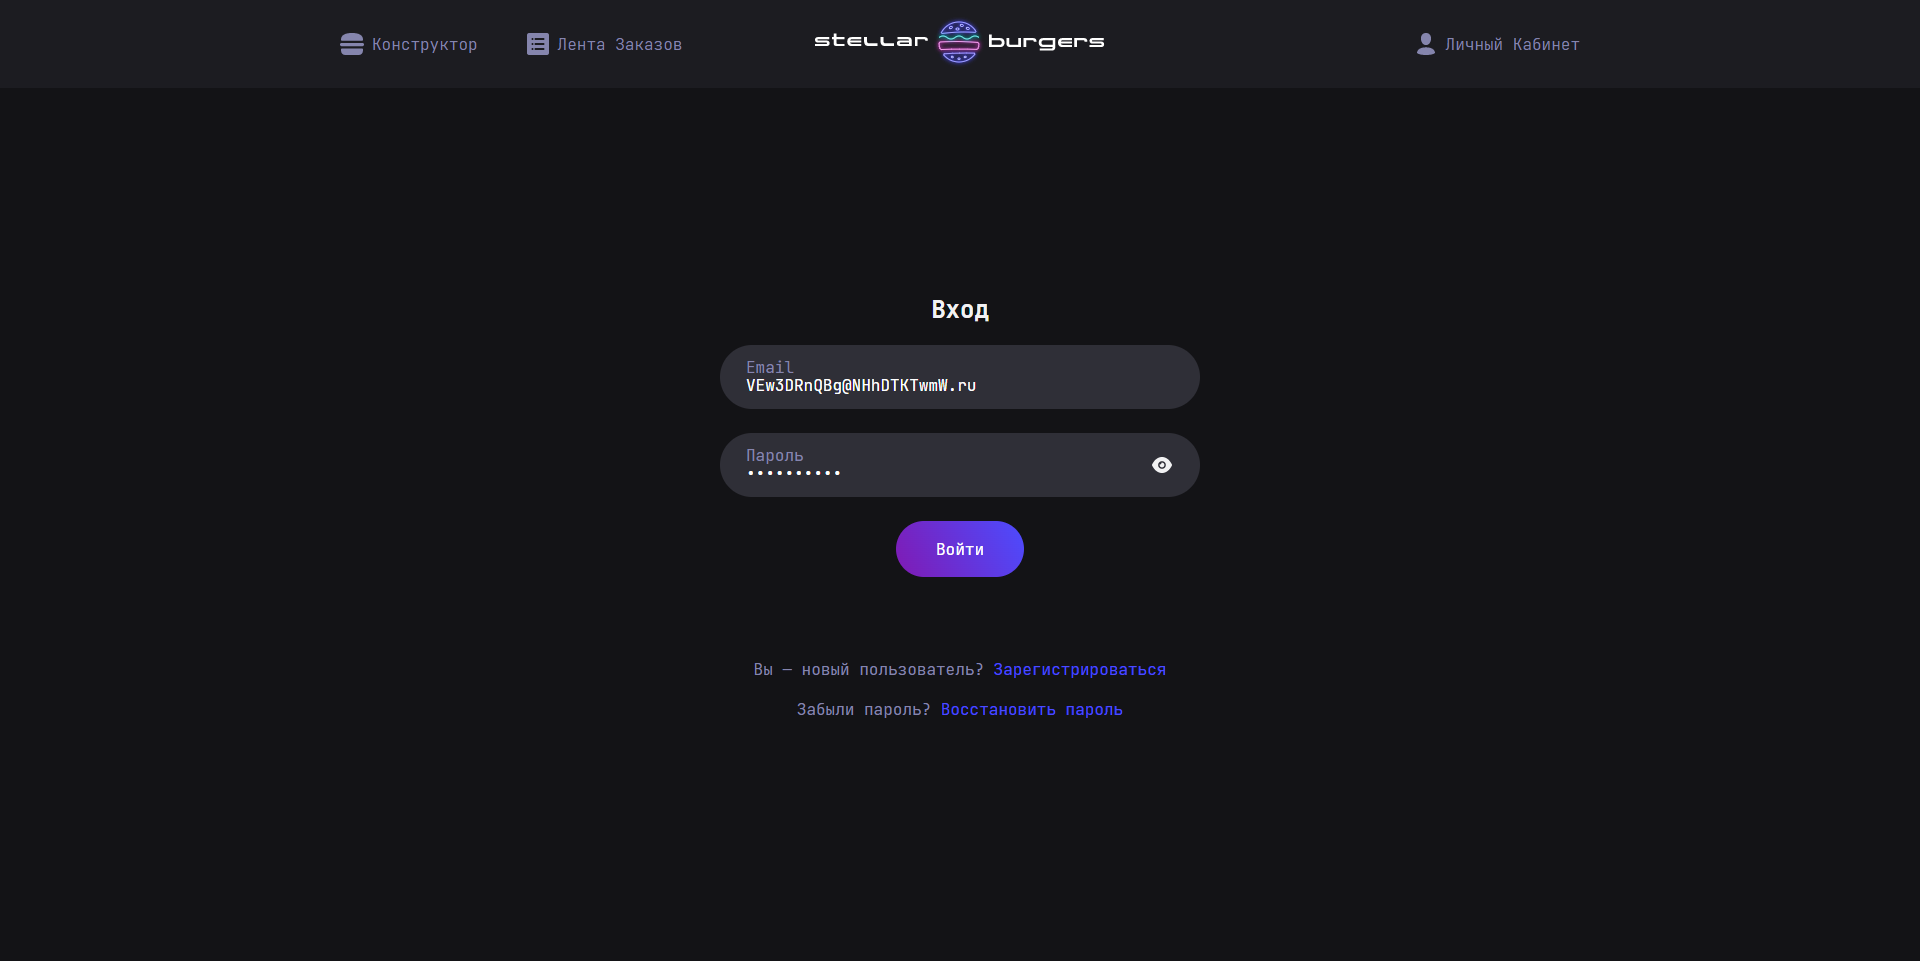 Конструктор
Лента Заказов
stellar burgers
Личный Кабинет
Вход
Email
VEw3DRnQBg@NHhDTKTwmW.ru
Пароль
••••••••••
Войти
Вы — новый пользователь? Зарегистрироваться
Забыли пароль? Восстановить пароль